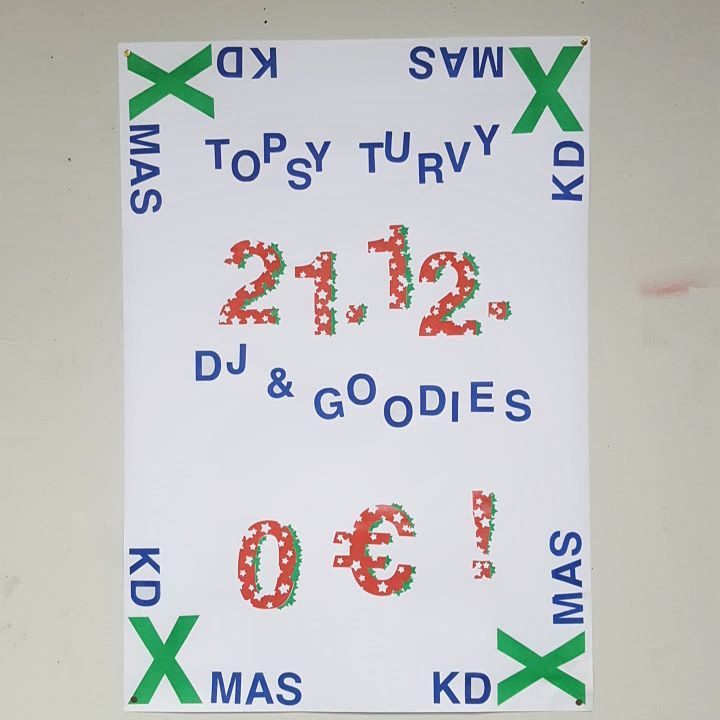 X KD
MAS
MAS X
KD
TOPSY TURVY
21.12.
DJ & GOODIES
0 € !
KD
X MAS
MAS
KD X